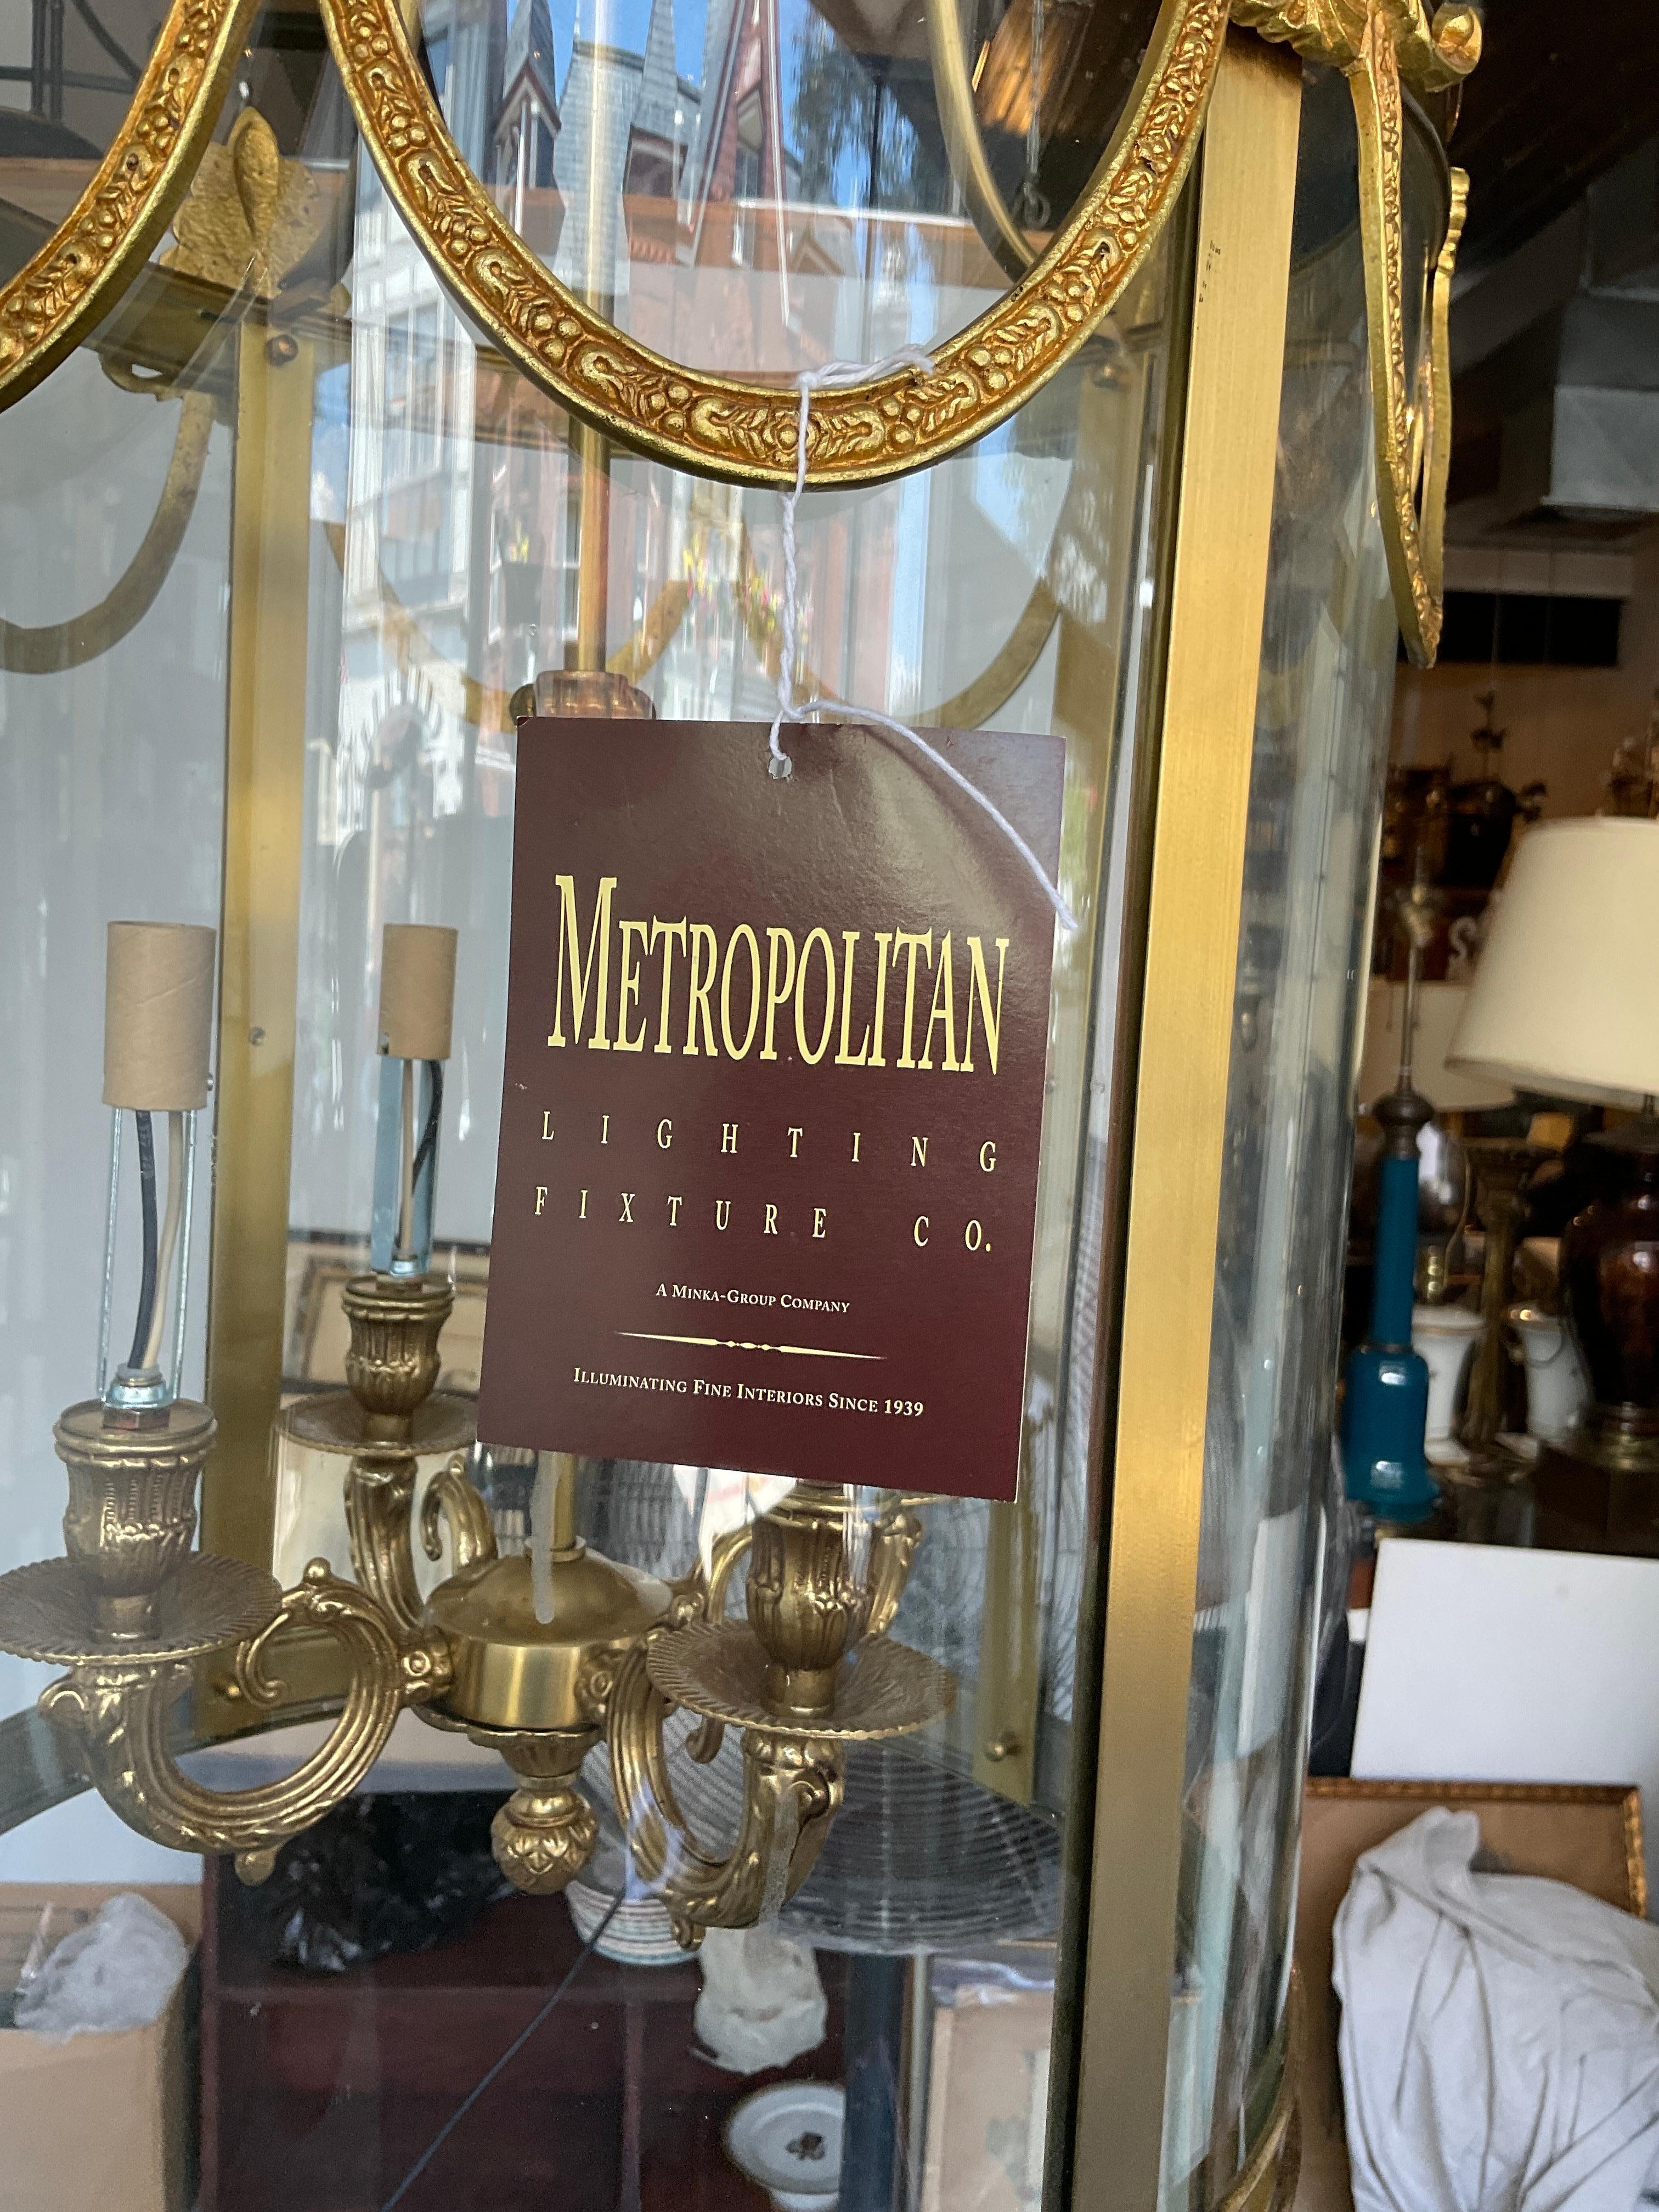 METROPOLITAN
LIGHTING
FIXTURE CO.
A MINKA-GROUP COMPANY
ILLUMINATING FINE INTERIORS SINCE 1939